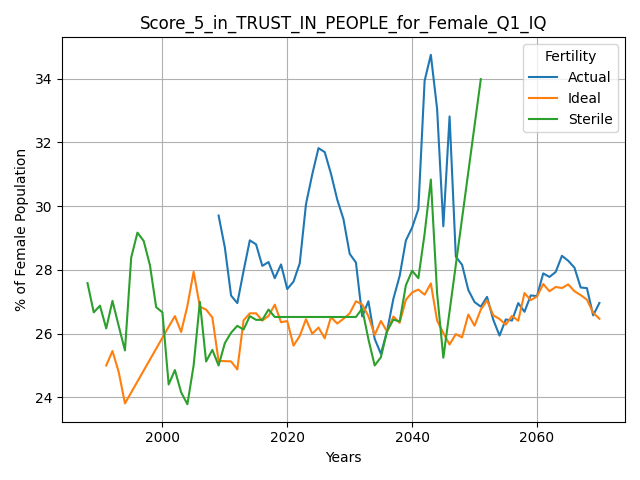 Score_5_in_TRUST_IN_PEOPLE_for_Female_Q1_IQ
Fertility
Actual
Ideal
Sterile
% of Female Population
34
32
30
28
26
24
2000
2020
2040
2060
Years